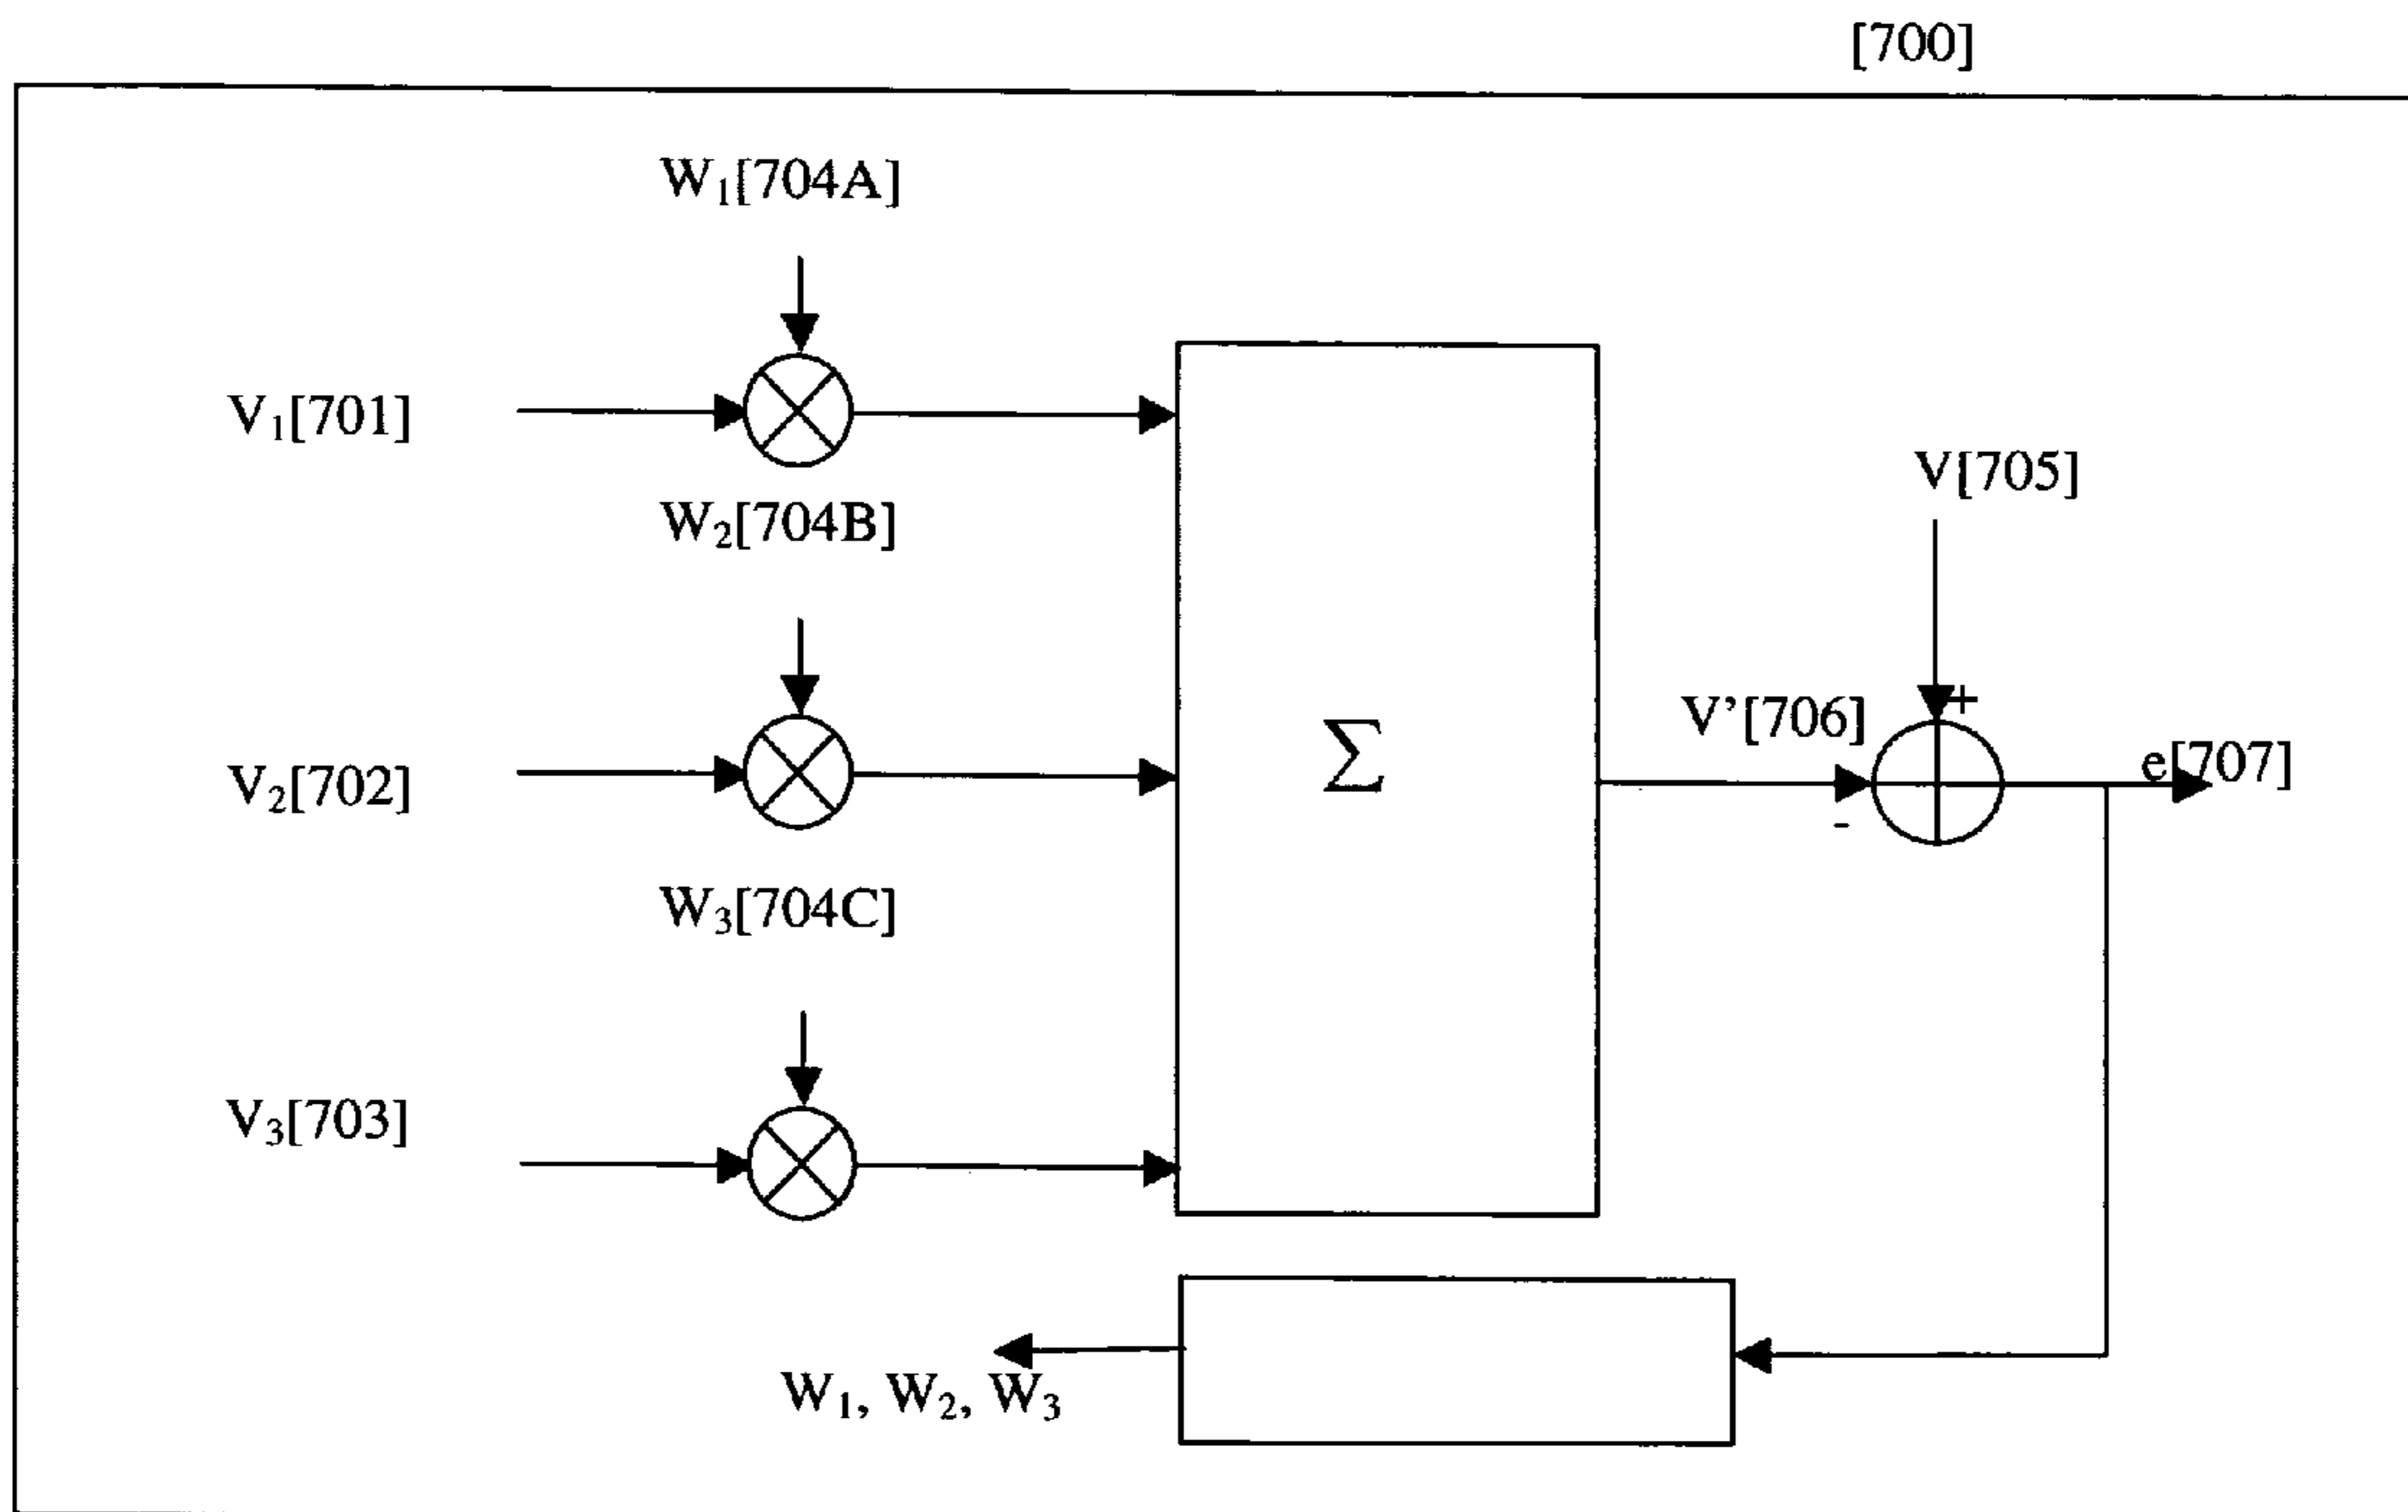 [700]
W₁[704A]
V₁[701]
W₂[704B]
V[705]
V'[706]
+
Σ
e[707]
V₂[702]
-
W₃[704C]
V₃[703]
W₁, W₂, W₃